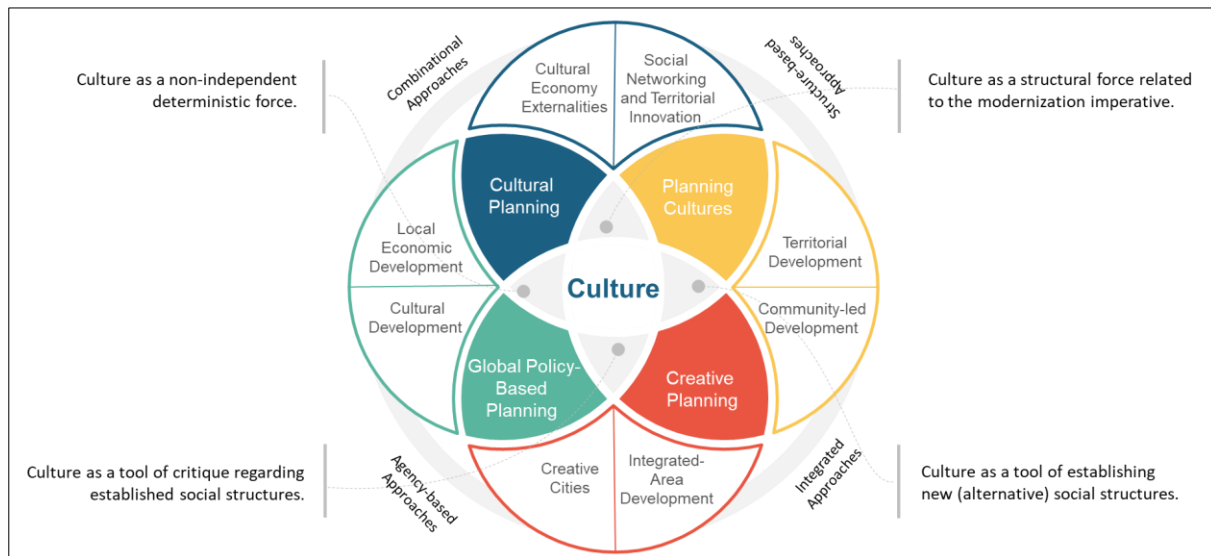 Culture as a non-independent
deterministic force.
Combinational
Approaches
Cultural
Economy
Externalities
Social
Networking
and Territorial
Innovation
Structure-based
Approaches
Culture as a structural force related
to the modernization imperative.
Cultural
Planning
Planning
Cultures
Local
Economic
Development
Cultural
Development
Culture
Territorial
Development
Community-led
Development
Global Policy-
Based
Planning
Creative
Planning
Culture as a tool of critique regarding
established social structures.
Agency-based
Approaches
Creative
Cities
Integrated-
Area
Development
Integrated
Approaches
Culture as a tool of establishing
new (alternative) social structures.